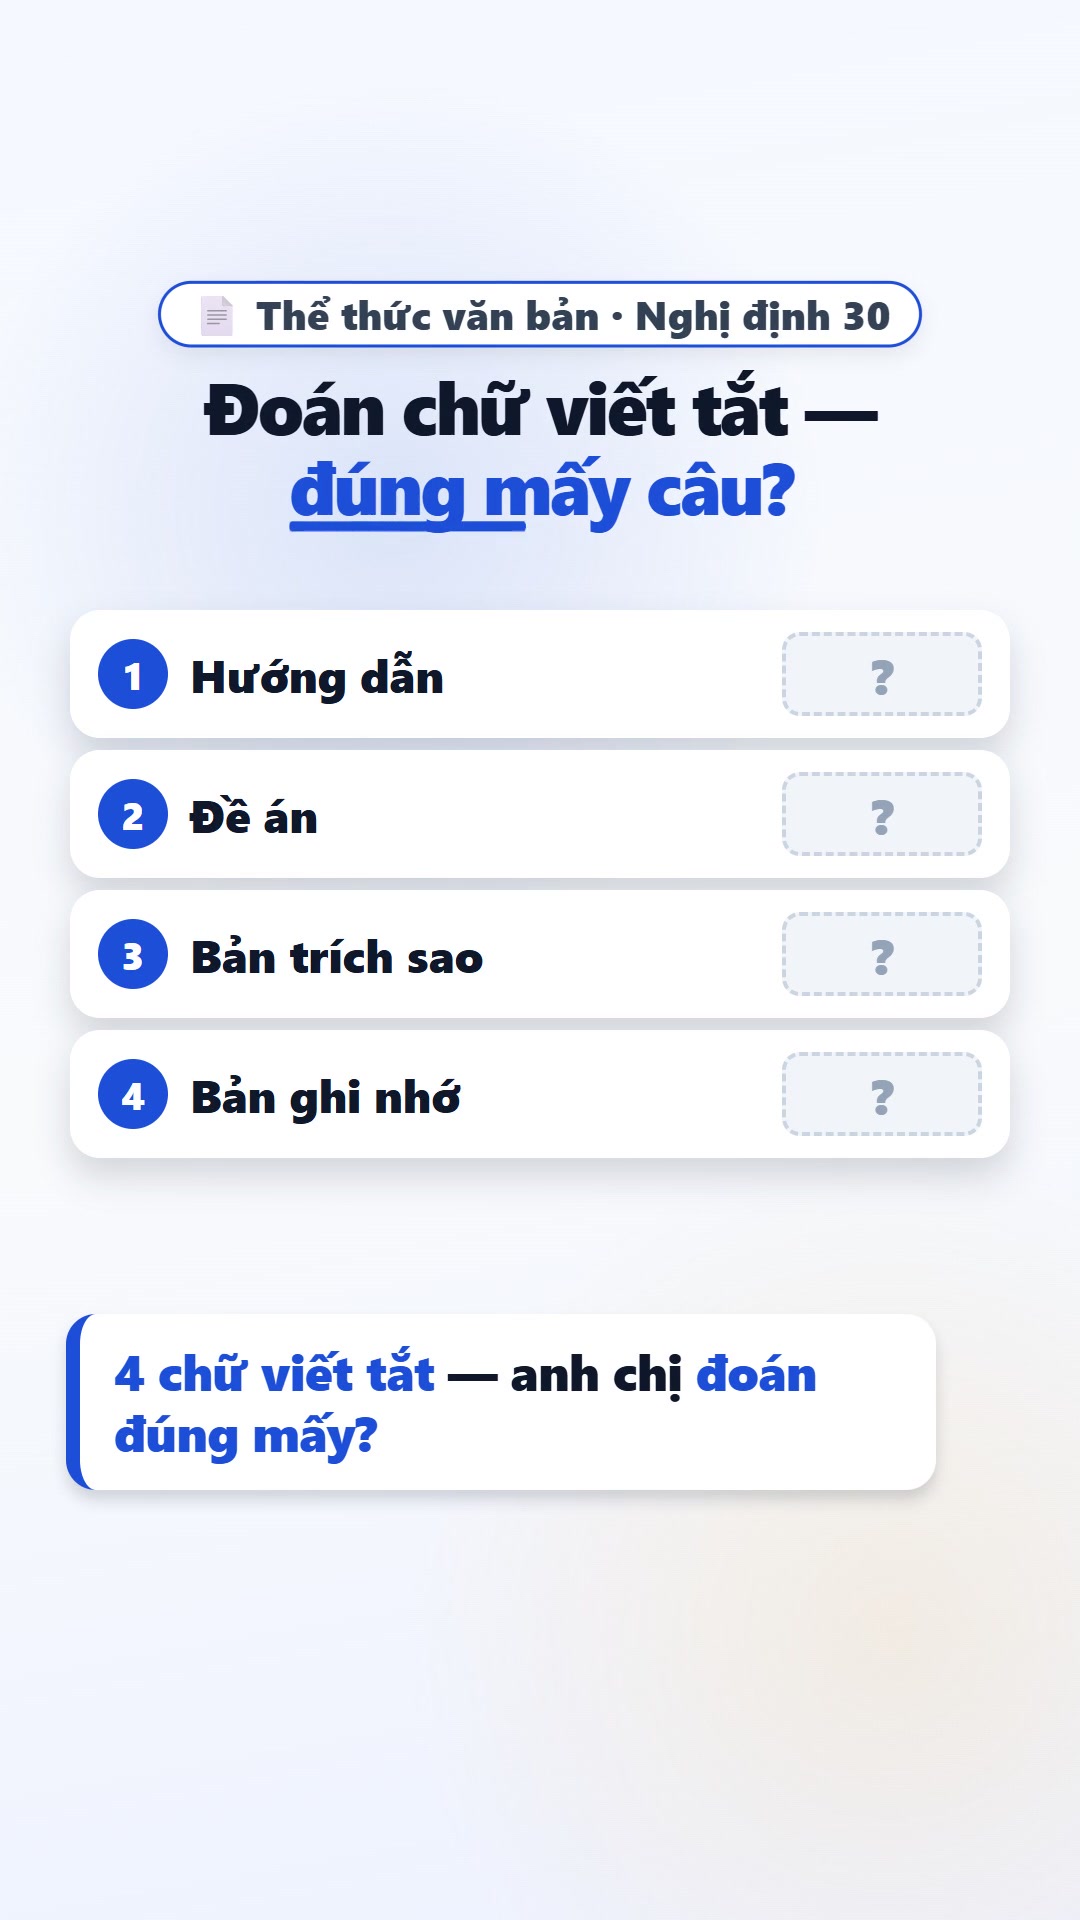 Thể thức văn bản · Nghị định 30
Đoán chữ viết tắt —
đúng mấy câu?
1 Hướng dẫn ?
2 Đề án ?
3 Bản trích sao ?
4 Bản ghi nhớ ?
4 chữ viết tắt — anh chị đoán
đúng mấy?